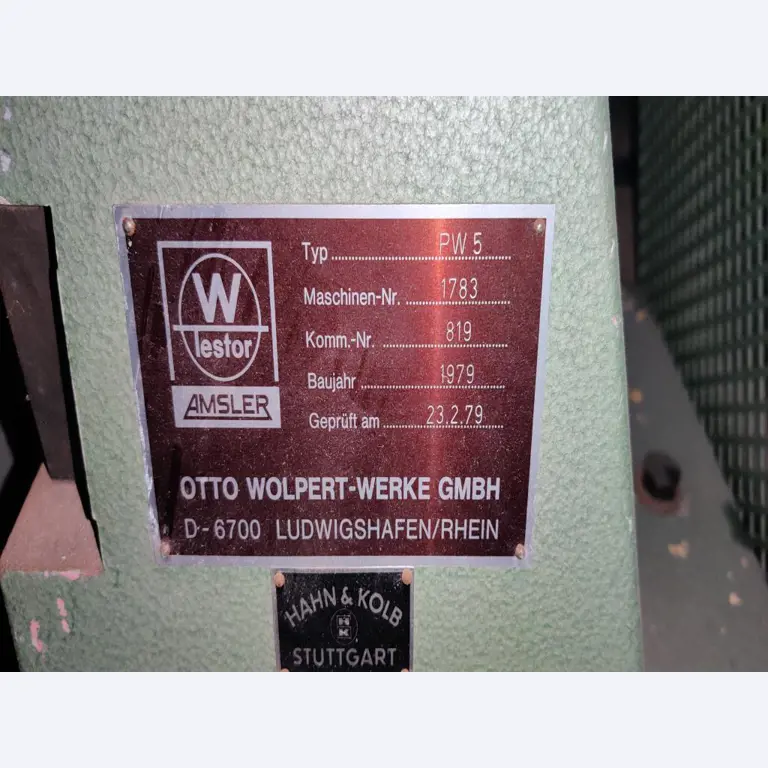 W
Testor
AMSLER
Typ PW 5
Maschinen-Nr. 1783
Komm.-Nr. 819
Baujahr 1979
Geprüft am 23.2.79
OTTO WOLPERT-WERKE GMBH
D-6700 LUDWIGSHAFEN/RHEIN
HAHN & KOLB
H
K
STUTTGART